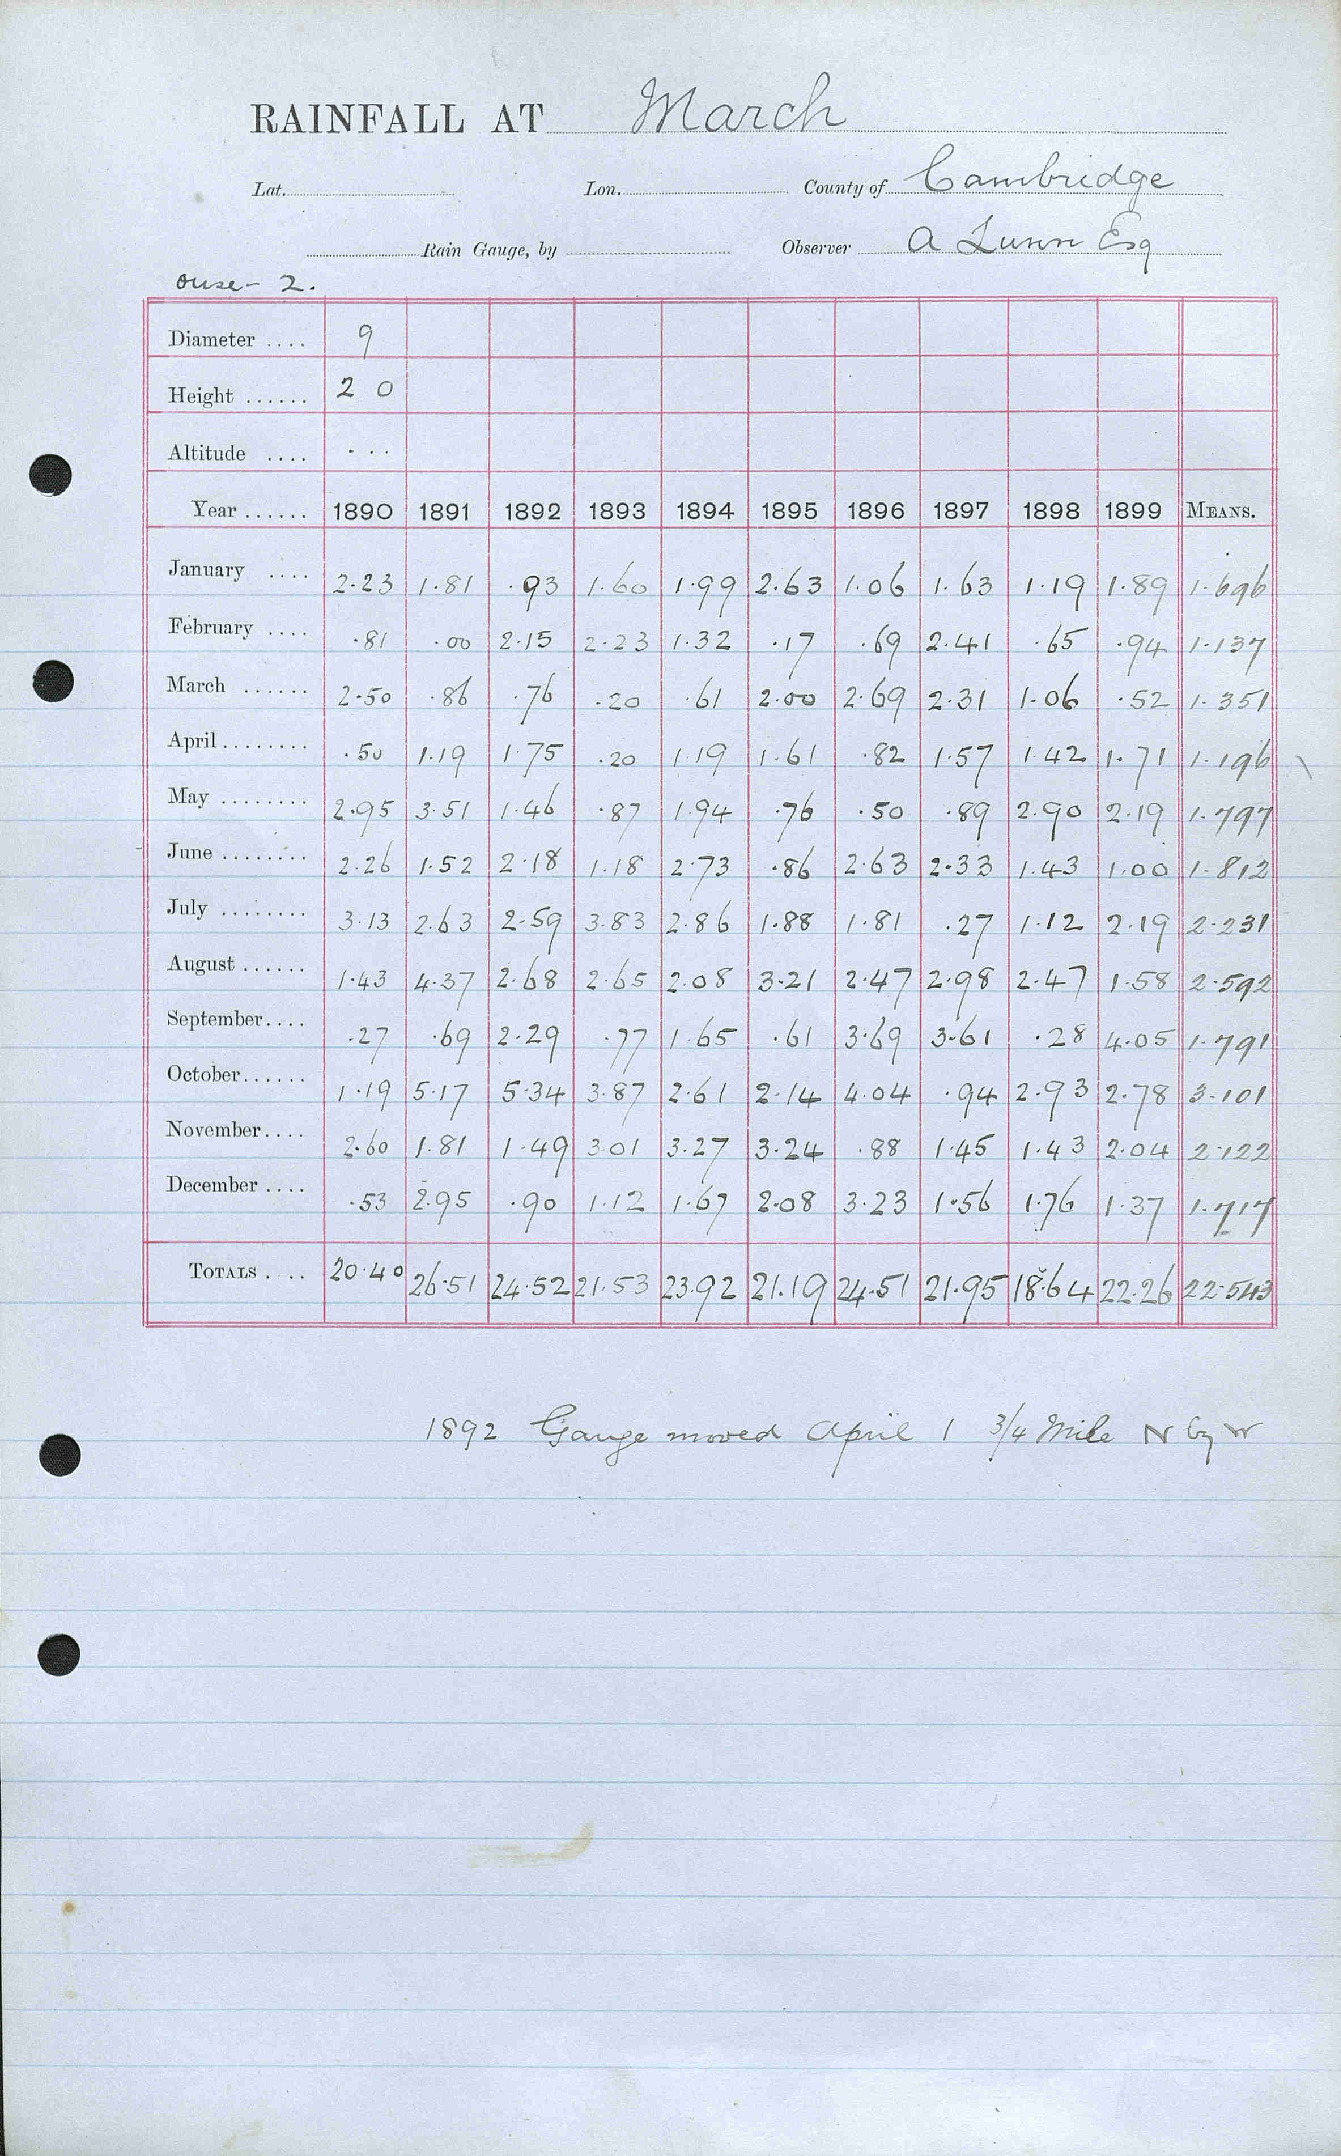 RAINFALL AT March
Lat. Lon. County of Cambridge
Rain Gauge, by Observer A Lunn Esq
ouse - 2.
Diameter .... 9
Height ...... 2 0
Altitude .... ...
Year ...... 1890 1891 1892 1893 1894 1895 1896 1897 1898 1899 MEANS.
January .... 2.23 1.81 .93 1.60 1.99 2.63 1.06 1.63 1.19 1.89 1.696
February .... .81 .00 2.15 2.23 1.32 .17 .69 2.41 .65 .94 1.137
March ...... 2.50 .86 .76 .20 .61 2.00 2.69 2.31 1.06 .52 1.351
April ........ .50 1.19 1.75 .20 1.19 1.61 .82 1.57 1.42 1.71 1.196
May ........ 2.95 3.51 1.46 .87 1.94 .76 .50 .89 2.90 2.19 1.797
June ........ 2.26 1.52 2.18 1.18 2.73 .86 2.63 2.33 1.43 1.00 1.812
July ........ 3.13 2.63 2.59 3.83 2.86 1.88 1.81 .27 1.12 2.19 2.231
August ...... 1.43 4.37 2.68 2.65 2.08 3.21 2.47 2.98 2.47 1.58 2.592
September .... .27 .69 2.29 .77 1.65 .61 3.69 3.61 .28 4.05 1.791
October ...... 1.19 5.17 5.34 3.87 2.61 2.14 4.04 .94 2.93 2.78 3.101
November .... 2.60 1.81 1.49 3.01 3.27 3.24 .88 1.45 1.43 2.04 2.122
December .... .53 2.95 .90 1.12 1.67 2.08 3.23 1.56 1.76 1.37 1.717
TOTALS .... 20.40 26.51 24.52 21.53 23.92 21.19 24.51 21.95 18.64 22.26 22.543
1892 Gauge moved April 1 3/4 Mile N by W